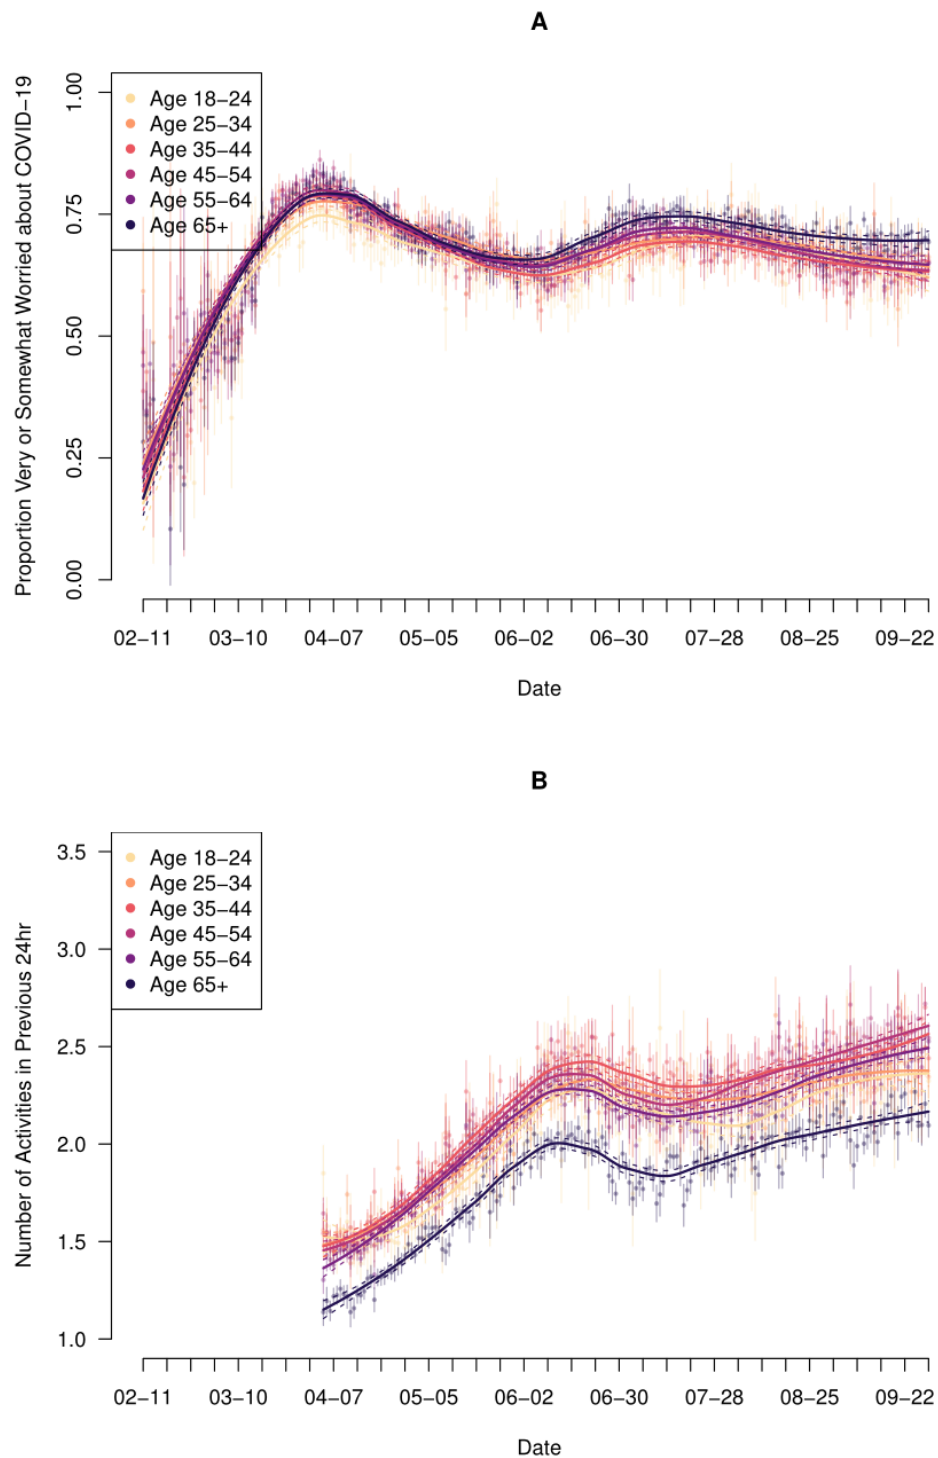 A
Proportion Very or Somewhat Worried about COVID−19
1.00
0.75
0.50
0.25
0.00
Age 18−24
Age 25−34
Age 35−44
Age 45−54
Age 55−64
Age 65+
02−11 03−10 04−07 05−05 06−02 06−30 07−28 08−25 09−22
Date
B
Number of Activities in Previous 24hr
3.5
3.0
2.5
2.0
1.5
1.0
Age 18−24
Age 25−34
Age 35−44
Age 45−54
Age 55−64
Age 65+
02−11 03−10 04−07 05−05 06−02 06−30 07−28 08−25 09−22
Date